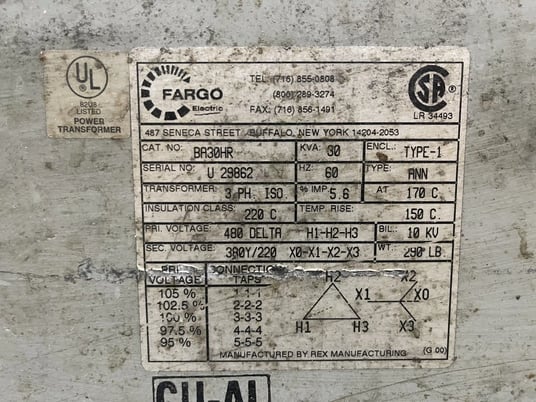 UL
82U8
LISTED
POWER
TRANSFORMER
FARGO
Electric
TEL: (716) 855-0808
(800) 289-3274
FAX: (716) 856-1491
SA
LR 34493
487 SENECA STREET BUFFALO, NEW YORK 14204-2053
CAT. NO: BA30HR KVA: 30 ENCL.: TYPE-1
SERIAL NO: U 29862 HZ: 60 TYPE: ANN
TRANSFORMER: 3 PH ISO % IMP: 5.6 AT 170 C
INSULATION CLASS: 220 C TEMP. RISE: 150 C
PRI. VOLTAGE: 480 DELTA H1-H2-H3 BIL: 10 KV
SEC. VOLTAGE: 380Y/220 X0-X1-X2-X3 WT: 290 LB
PRI. CONNECTION
VOLTAGE TAPS
105 % 1-1-1
102.5 % 2-2-2
100 % 3-3-3
97.5 % 4-4-4
95 % 5-5-5
H2
H1 H3
X2
X1 X0
X3
MANUFACTURED BY REX MANUFACTURING (G 00)
CU-AL